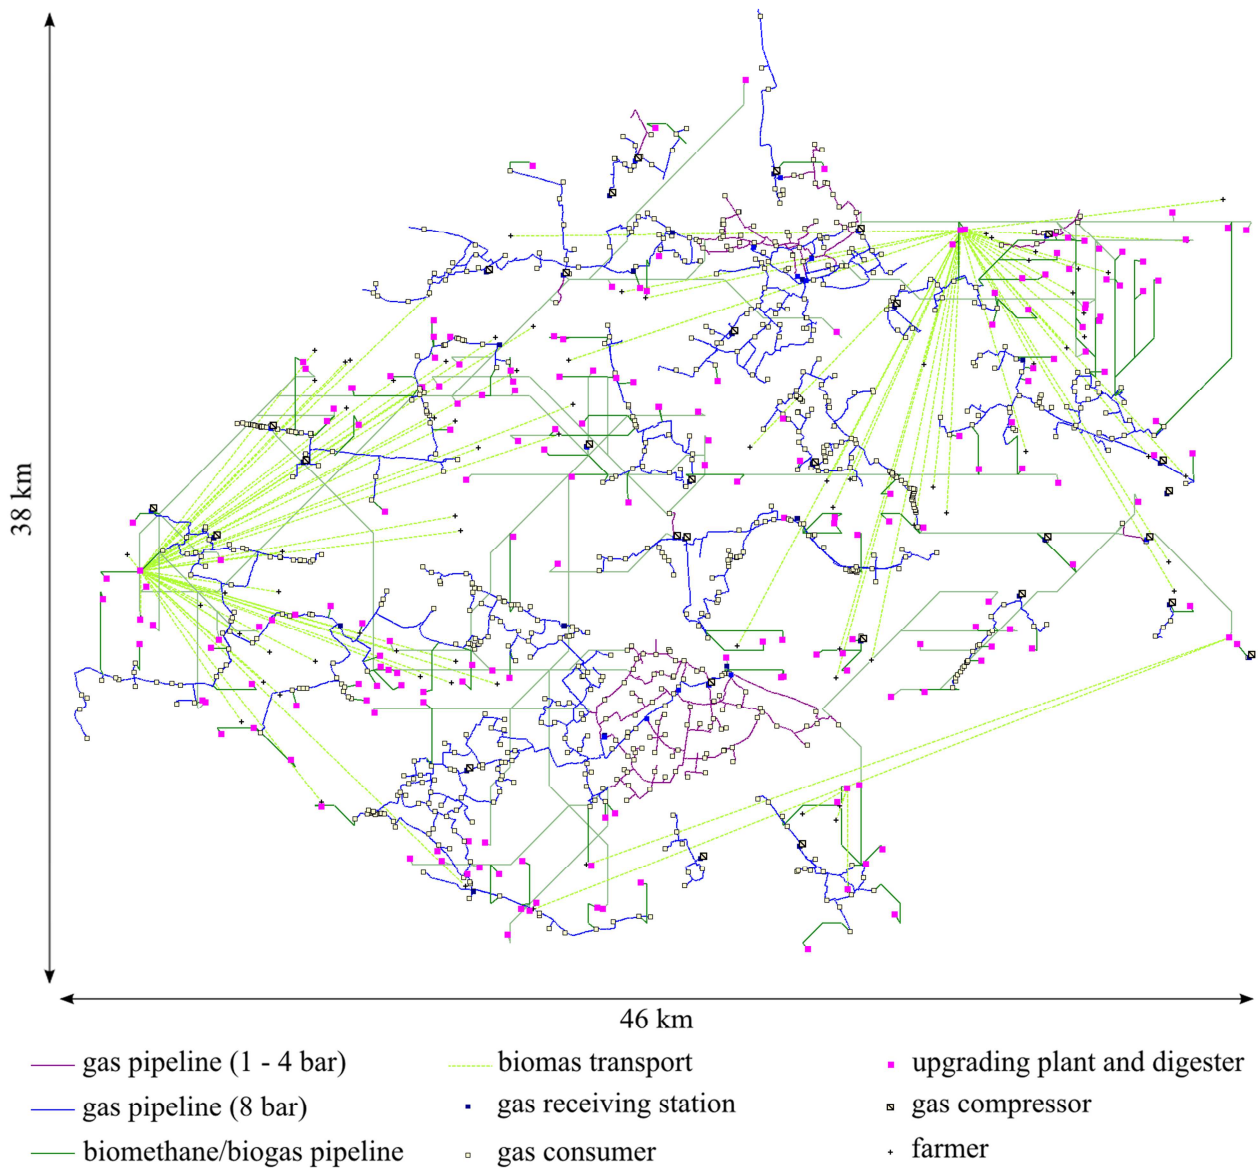 38 km
46 km
gas pipeline (1 - 4 bar)
biomas transport
upgrading plant and digester
gas pipeline (8 bar)
gas receiving station
gas compressor
biomethane/biogas pipeline
gas consumer
farmer